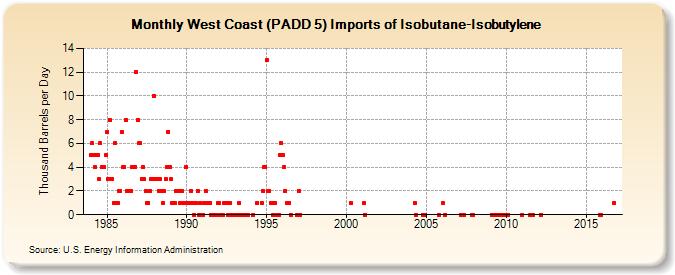 Monthly West Coast (PADD 5) Imports of Isobutane-Isobutylene
Thousand Barrels per Day
14
12
10
8
6
4
2
0
1985 1990 1995 2000 2005 2010 2015
Source: U.S. Energy Information Administration